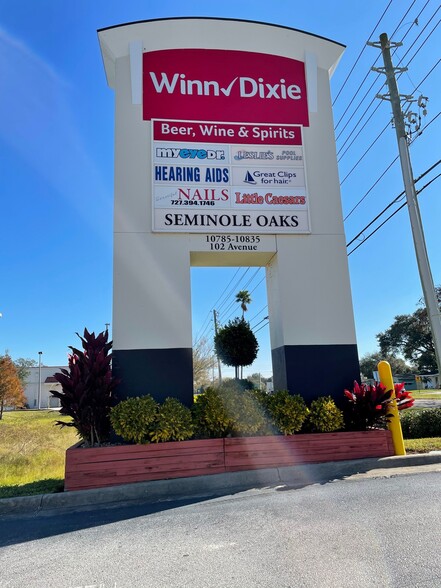 Winn✓Dixie
Beer, Wine & Spirits
myeyeDr. LESLIE'S POOL SUPPLIES
HEARING AIDS Great Clips for hair®
NAILS Little Caesars
727.394.1746
SEMINOLE OAKS
10785-10835
102 Avenue